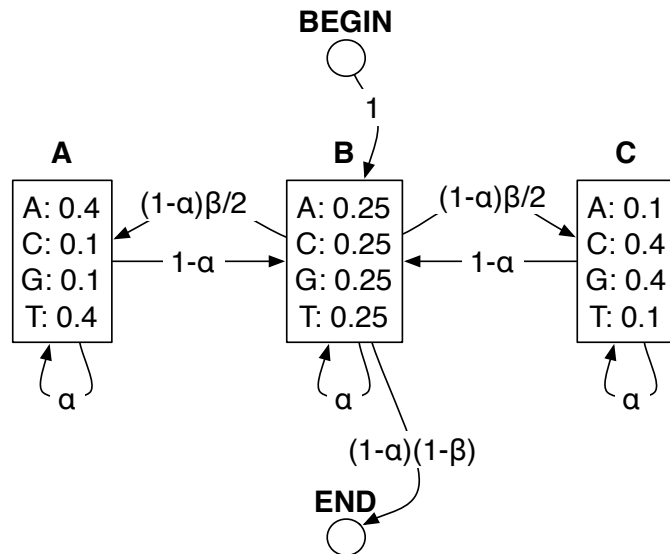 BEGIN
1
A
B
C
A: 0.4
C: 0.1
G: 0.1
T: 0.4
(1-α)β/2
1-α
A: 0.25
C: 0.25
G: 0.25
T: 0.25
(1-α)β/2
1-α
A: 0.1
C: 0.4
G: 0.4
T: 0.1
α
α
α
(1-α)(1-β)
END